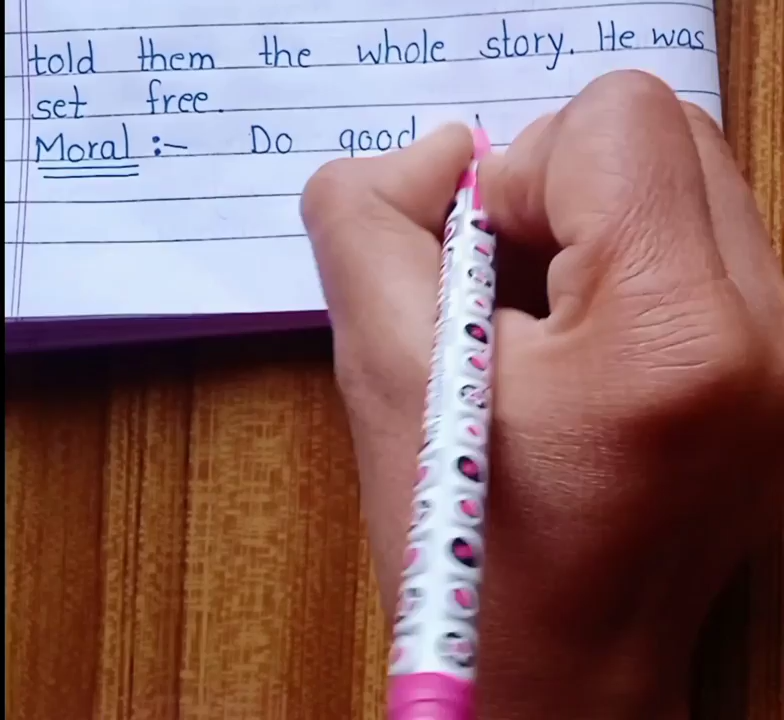 told them the whole story. He was
set free.
Moral :- Do good